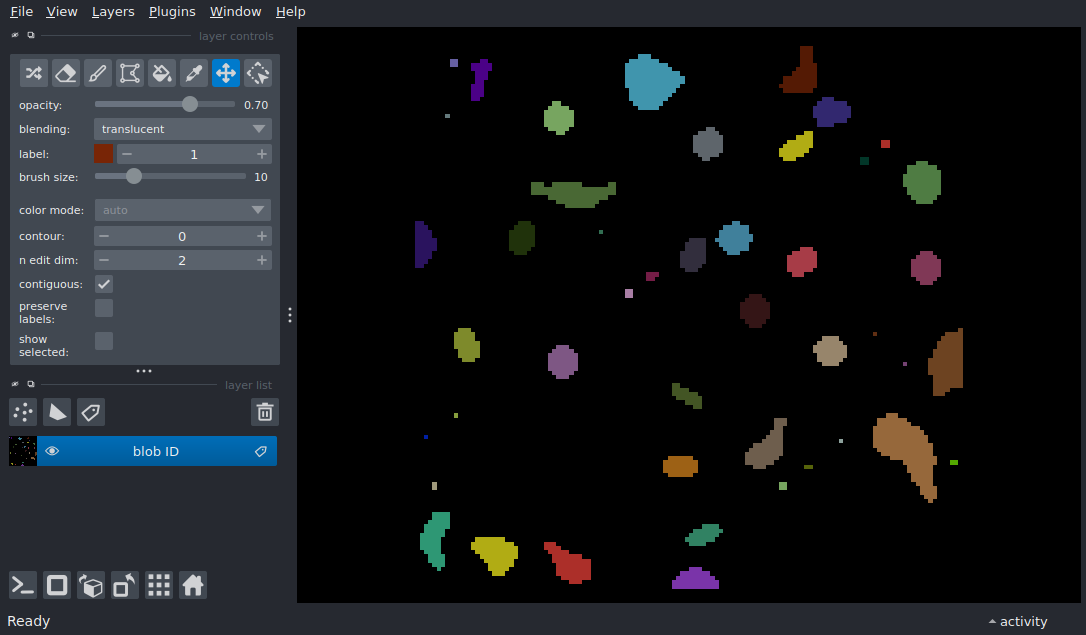 File View Layers Plugins Window Help
layer controls
opacity: 0.70
blending: translucent
label: 1
brush size: 10
color mode: auto
contour: 0
n edit dim: 2
contiguous:
preserve
labels:
show
selected:
layer list
blob ID
Ready
activity